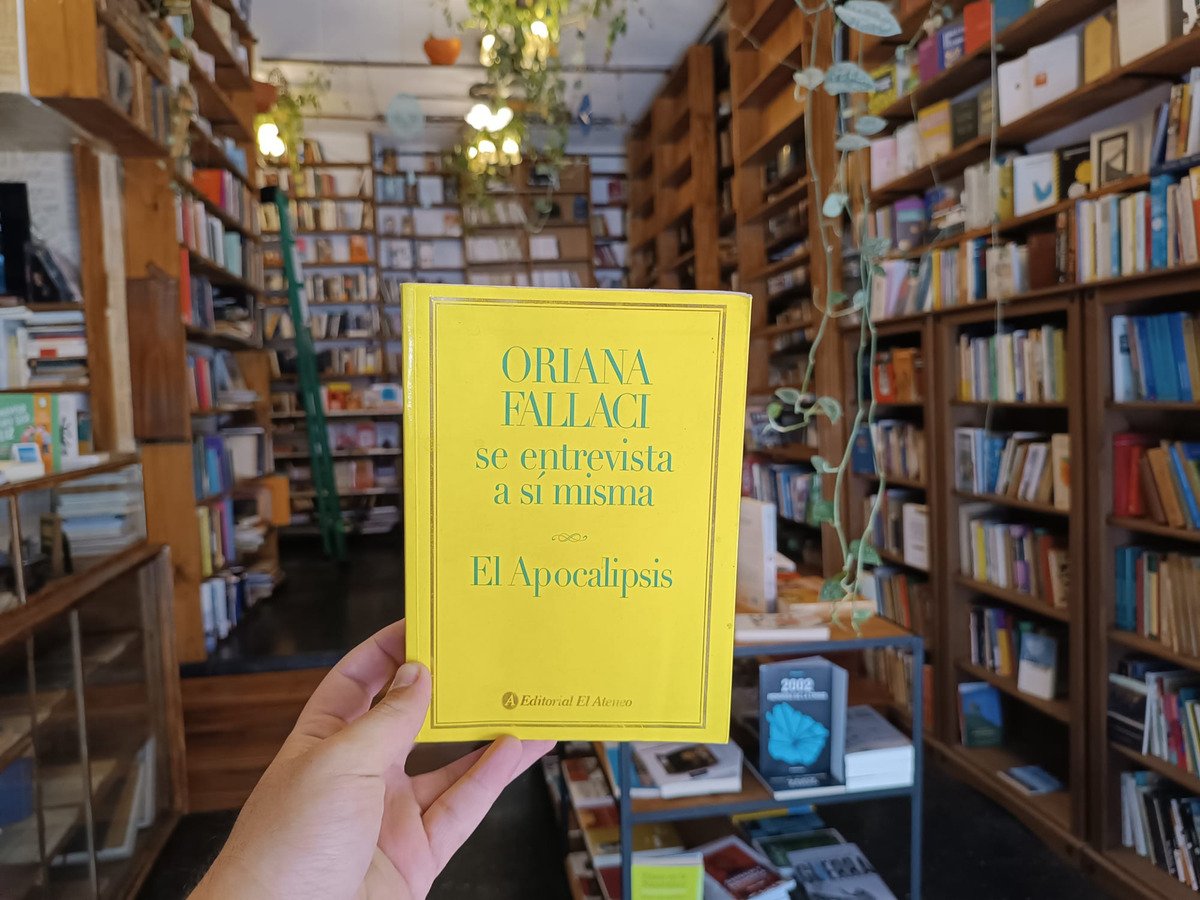 ORIANA
FALLACI
se entrevista
a sí misma
El Apocalipsis
A Editorial El Ateneo
2002